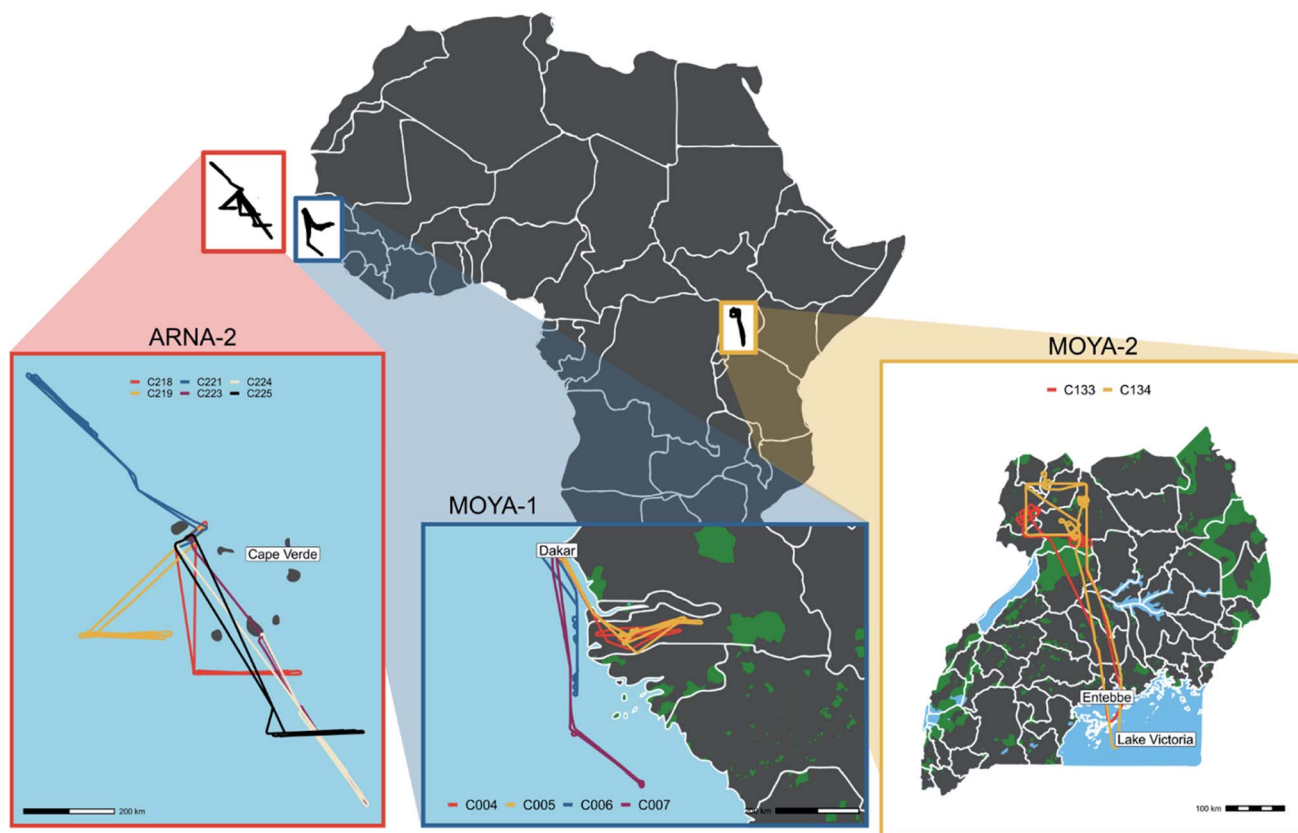 ARNA-2
C218 C221 C224
C219 C223 C225
Cape Verde
200 km
MOYA-1
Dakar
C004 C005 C006 C007
MOYA-2
C133 C134
Entebbe
Lake Victoria
100 km